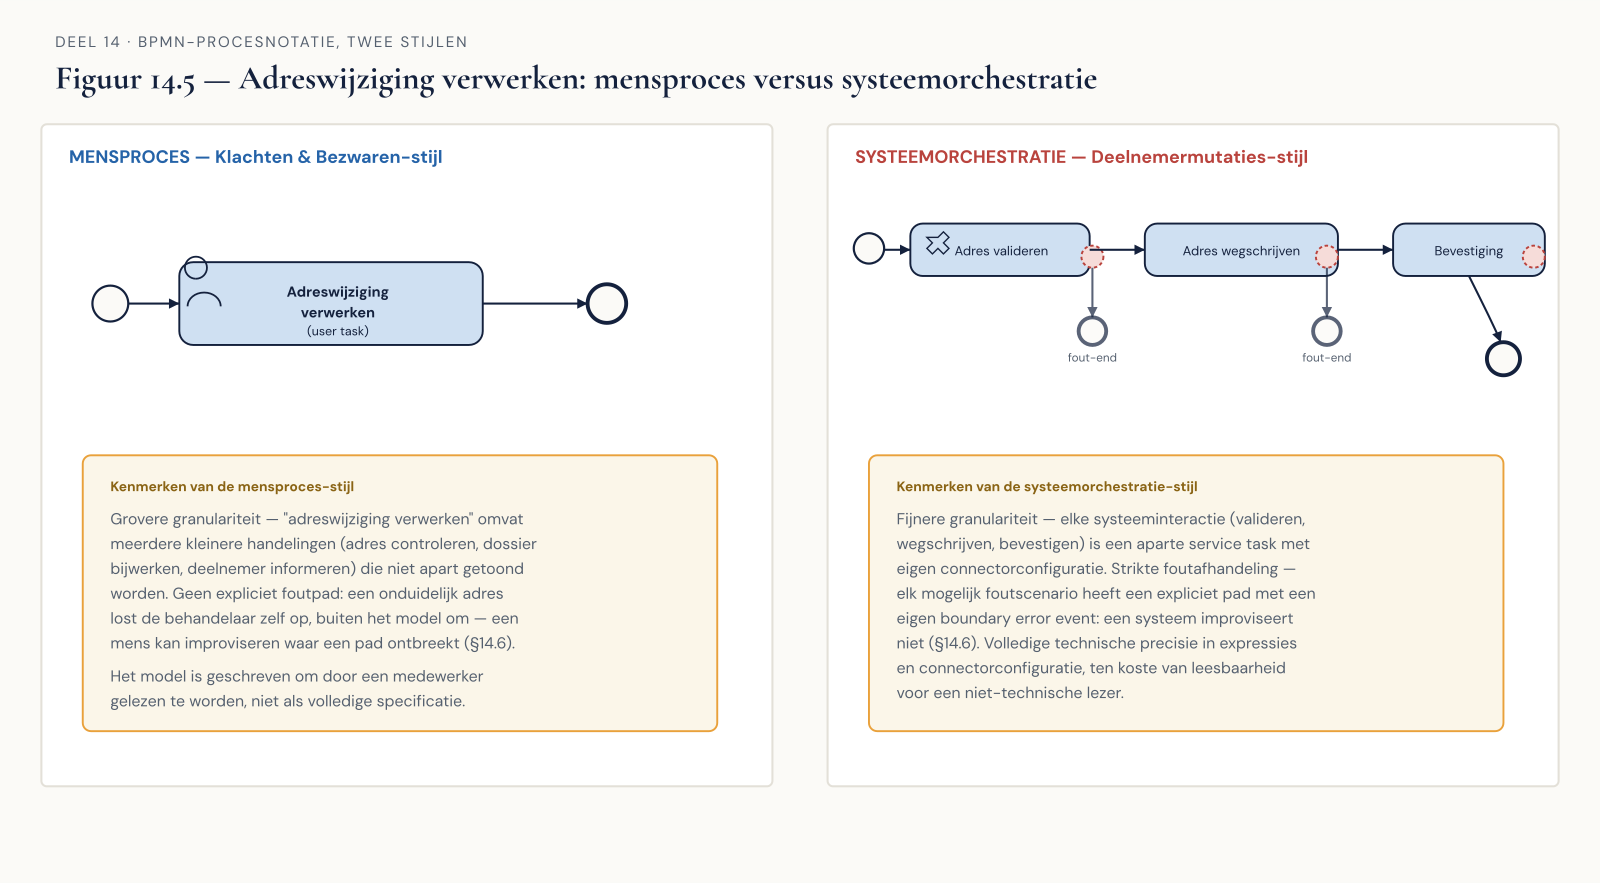 DEEL 14 · BPMN-PROCESNOTATIE, TWEE STIJLEN
Figuur 14.5 — Adreswijziging verwerken: mensproces versus systeemorchestratie
MENSPROCES — Klachten & Bezwaren-stijl
Adreswijziging
verwerken
(user task)
Kenmerken van de mensproces-stijl
Grovere granulariteit — "adreswijziging verwerken" omvat
meerdere kleinere handelingen (adres controleren, dossier
bijwerken, deelnemer informeren) die niet apart getoond
worden. Geen expliciet foutpad: een onduidelijk adres
lost de behandelaar zelf op, buiten het model om — een
mens kan improviseren waar een pad ontbreekt (§14.6).
Het model is geschreven om door een medewerker
gelezen te worden, niet als volledige specificatie.
SYSTEEMORCHESTRATIE — Deelnemermutaties-stijl
Adres valideren
Adres wegschrijven
Bevestiging
fout-end
fout-end
Kenmerken van de systeemorchestratie-stijl
Fijnere granulariteit — elke systeeminteractie (valideren,
wegschrijven, bevestigen) is een aparte service task met
eigen connectorconfiguratie. Strikte foutafhandeling —
elk mogelijk foutscenario heeft een expliciet pad met een
eigen boundary error event: een systeem improviseert
niet (§14.6). Volledige technische precisie in expressies
en connectorconfiguratie, ten koste van leesbaarheid
voor een niet-technische lezer.